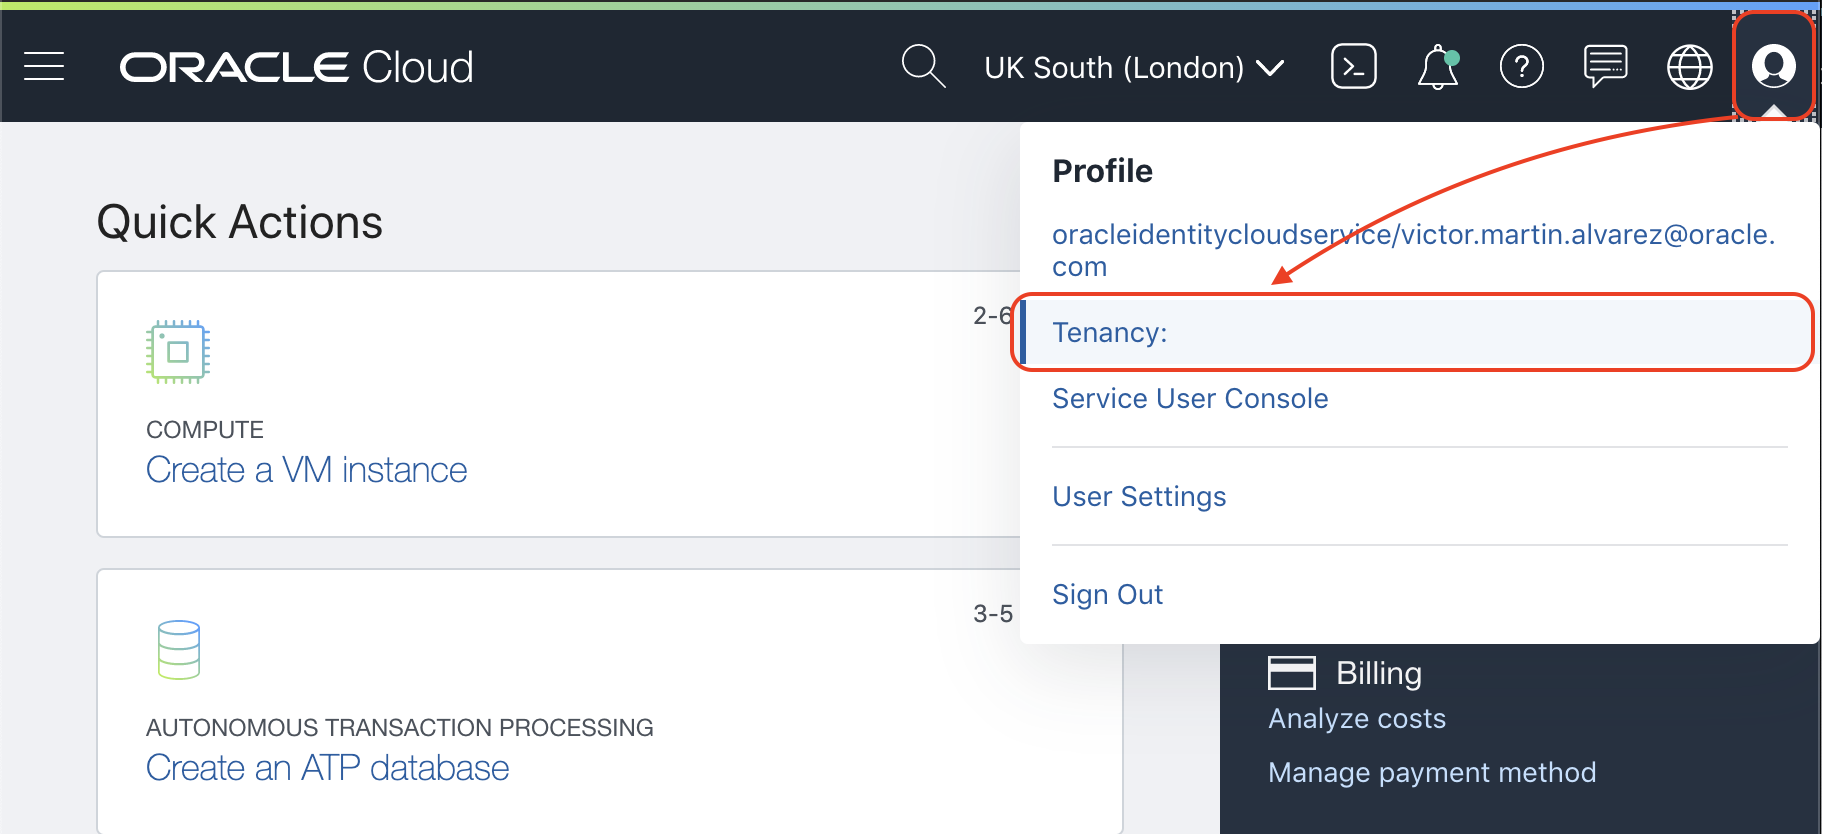 ORACLE Cloud
UK South (London)
Quick Actions
2-6
COMPUTE
Create a VM instance
3-5
AUTONOMOUS TRANSACTION PROCESSING
Create an ATP database
Profile
oracleidentitycloudservice/victor.martin.alvarez@oracle.
com
Tenancy:
Service User Console
User Settings
Sign Out
Billing
Analyze costs
Manage payment method